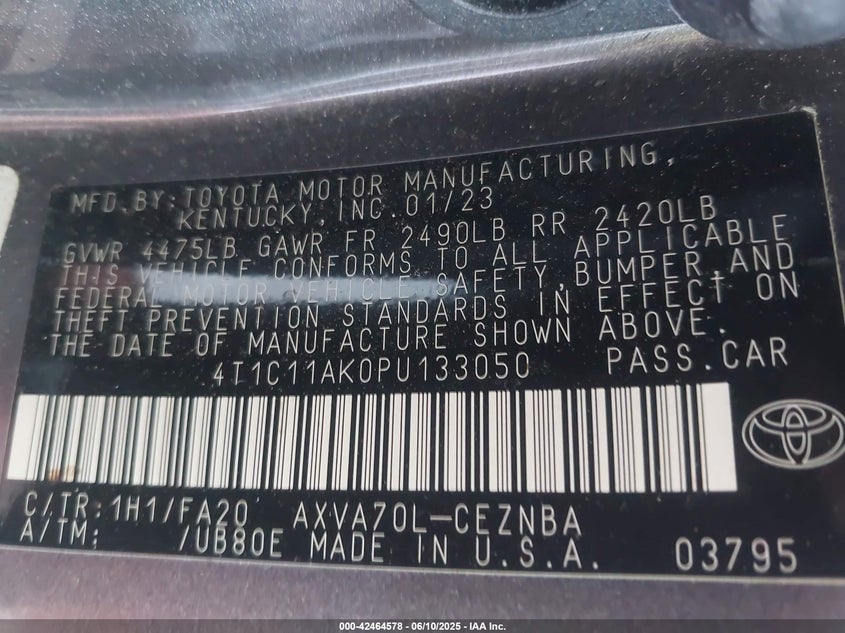 MFD.BY:TOYOTA MOTOR MANUFACTURING,
KENTUCKY,INC.01/23
GVWR 4475LB GAWR FR 2490LB RR 2420LB
THIS VEHICLE CONFORMS TO ALL APPLICABLE
FEDERAL MOTOR VEHICLE SAFETY,BUMPER,AND
THEFT PREVENTION STANDARDS IN EFFECT ON
THE DATE OF MANUFACTURE SHOWN ABOVE.
4T1C11AK0PU133050 PASS.CAR
C/TR:1H1/FA20 AXVA70L-CEZNBA
A/TM: /UB80E MADE IN U.S.A. 03795
000-42464578 | 06/10/2025 - IAA Inc.